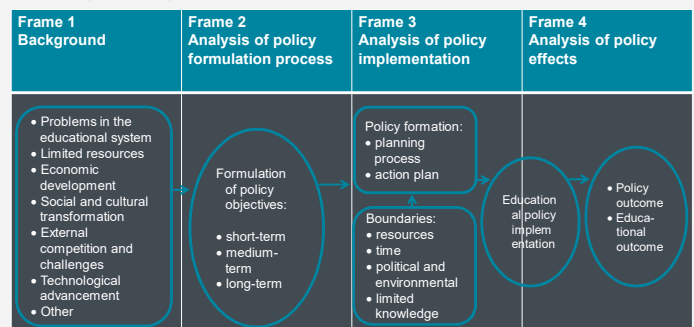 Frame 1
Background
Frame 2
Analysis of policy
formulation process
Frame 3
Analysis of policy
implementation
Frame 4
Analysis of policy
effects
• Problems in the
educational system
• Limited resources
• Economic
development
• Social and cultural
transformation
• External
competition and
challenges
• Technological
advancement
• Other
Formulation
of policy
objectives:
• short-term
• medium-
term
• long-term
Policy formation:
• planning
process
• action plan
Boundaries:
• resources
• time
• political and
environmental
• limited
knowledge
Education
al policy
implem
entation
• Policy
outcome
• Educa-
tional
outcome